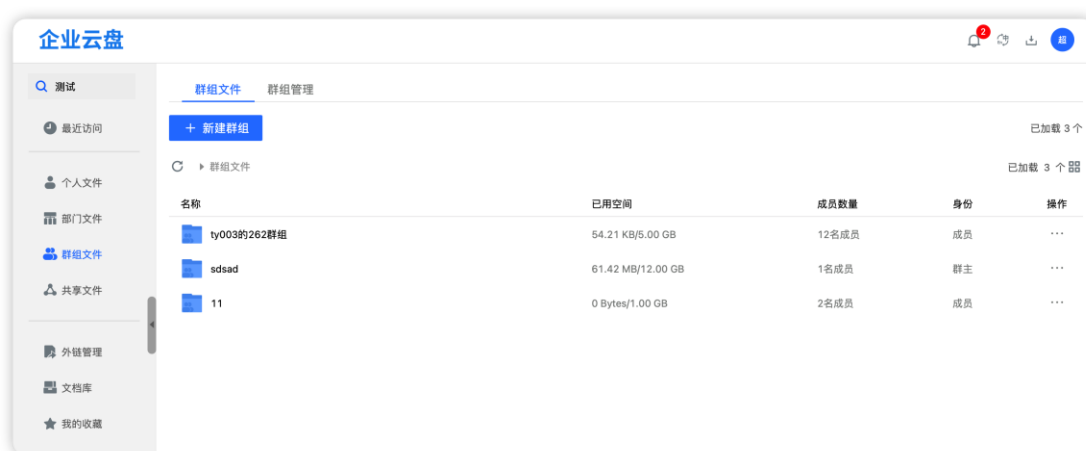 企业云盘
2
超
测试
最近访问
个人文件
部门文件
群组文件
共享文件
外链管理
文档库
我的收藏
群组文件 群组管理
+ 新建群组 已加载 3 个
群组文件 已加载 3 个
名称 已用空间 成员数量 身份 操作
ty003的262群组 54.21 KB/5.00 GB 12名成员 成员 ···
sdsad 61.42 MB/12.00 GB 1名成员 群主 ···
11 0 Bytes/1.00 GB 2名成员 成员 ···